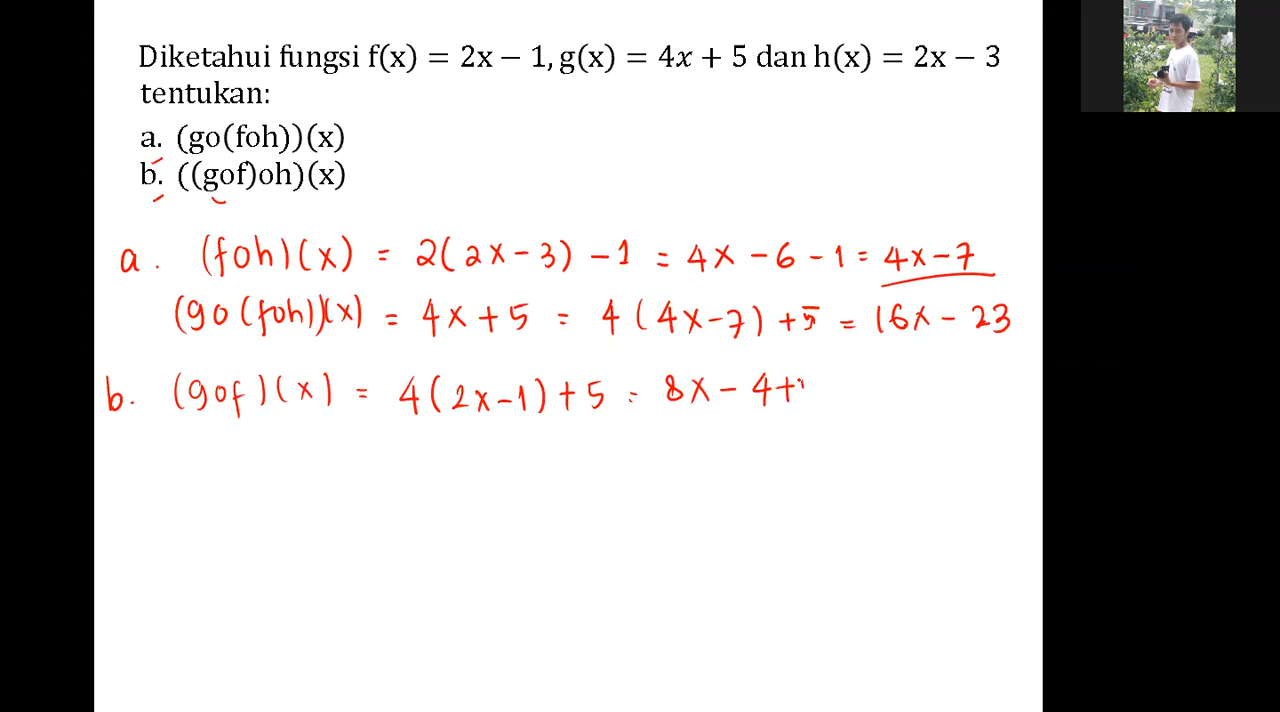 Diketahui fungsi f(x) = 2x − 1, g(x) = 4x + 5 dan h(x) = 2x − 3
tentukan:
a. (go(foh))(x)
b. ((gof)oh)(x)
a. (foh)(x) = 2(2x − 3) − 1 = 4x − 6 − 1 = 4x − 7
(go(foh))(x) = 4x + 5 = 4(4x − 7) + 5 = 16x − 23
b. (gof)(x) = 4(2x − 1) + 5 = 8x − 4 +